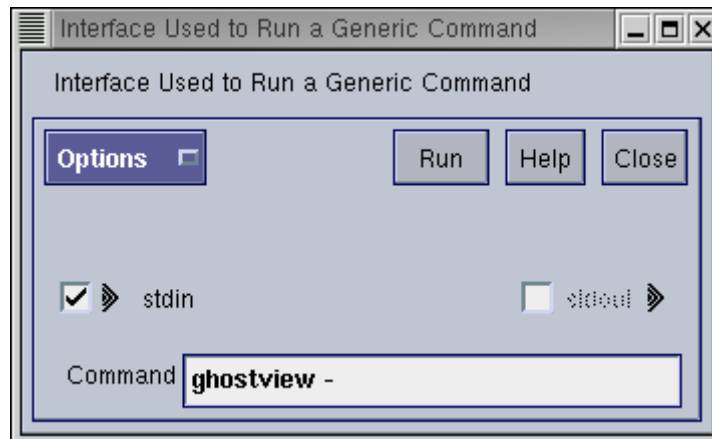 Interface Used to Run a Generic Command
Interface Used to Run a Generic Command
Options Run Help Close
stdin stdout
Command ghostview -